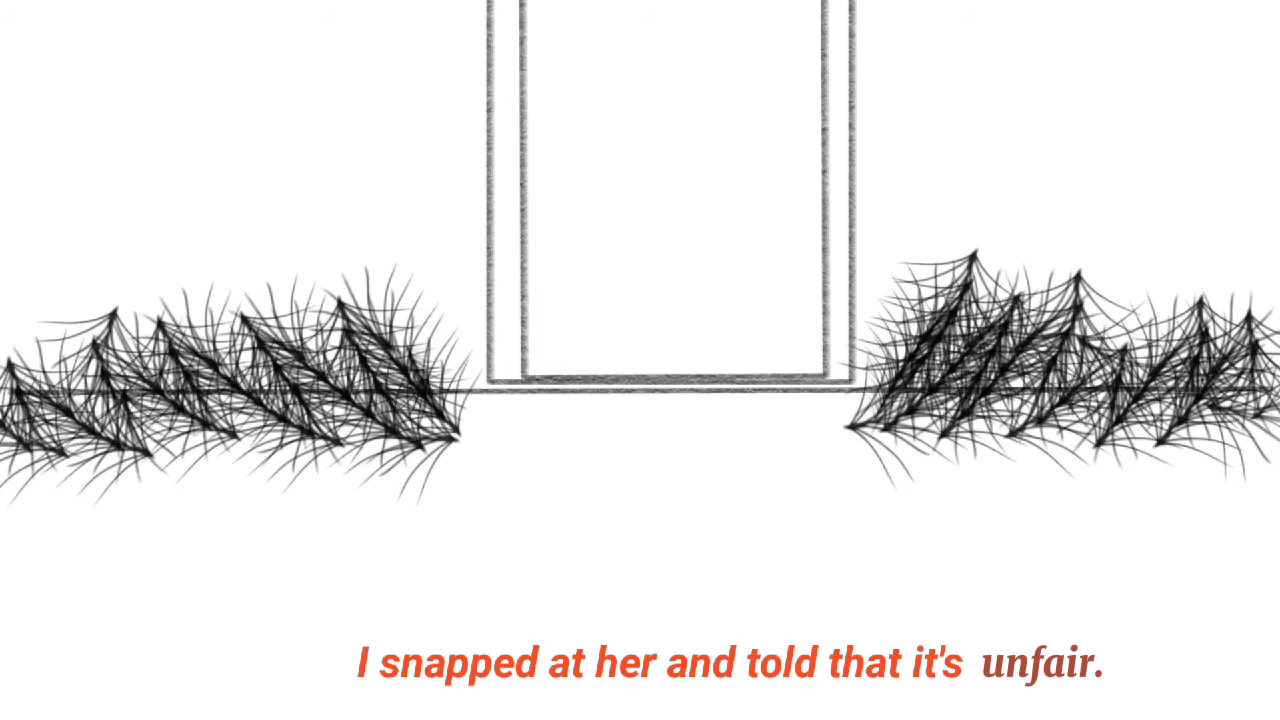 I snapped at her and told that it's unfair.